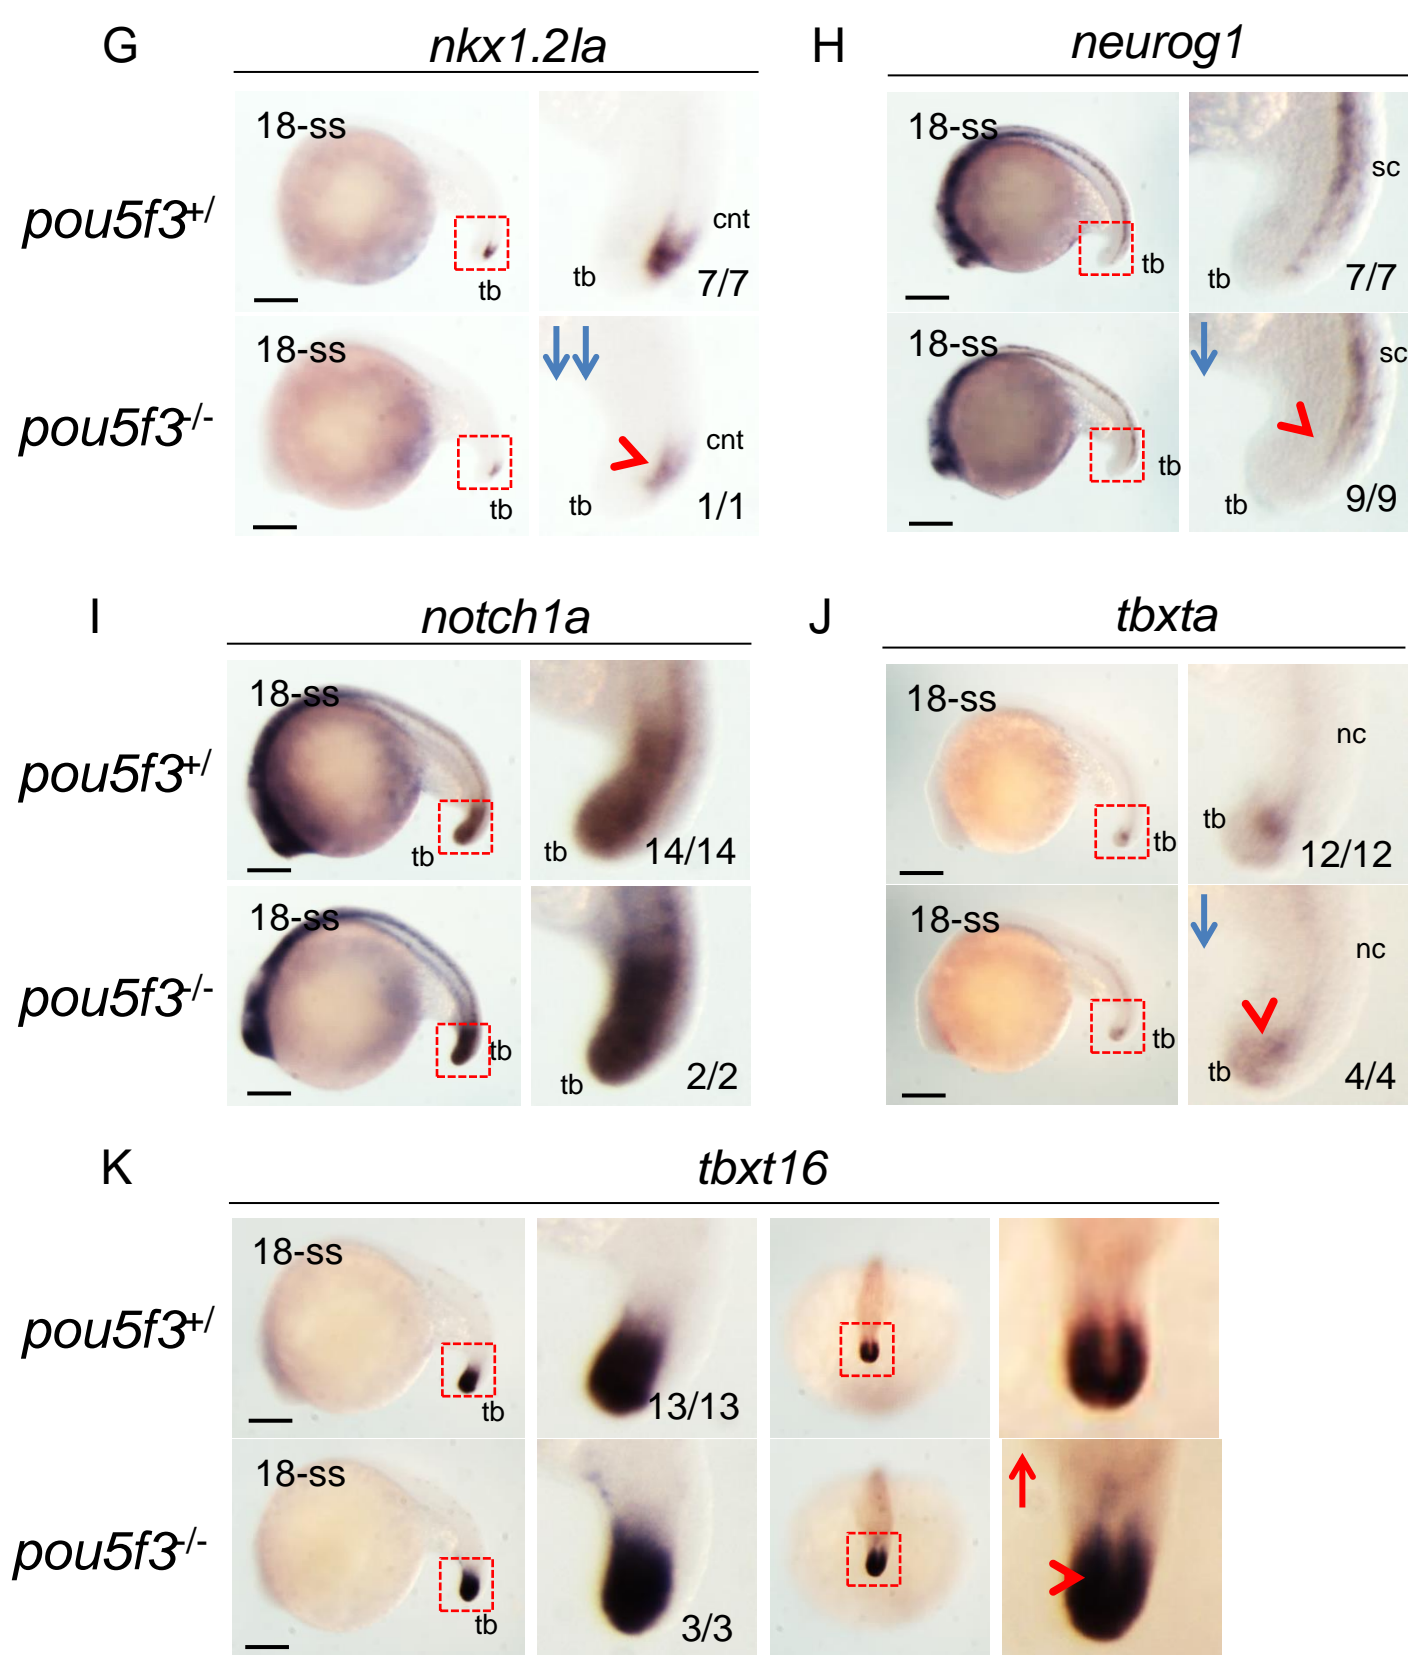 G nkx1.2la
18-ss
pou5f3+/
tb
tb
cnt
7/7
18-ss
pou5f3-/-
tb
tb
cnt
1/1
H neurog1
18-ss
tb
sc
tb
7/7
18-ss
tb
sc
tb
9/9
I notch1a
18-ss
pou5f3+/
tb
tb
14/14
18-ss
pou5f3-/-
tb
tb
2/2
J tbxta
18-ss
tb
nc
tb
12/12
18-ss
tb
nc
tb
4/4
K tbxt16
18-ss
pou5f3+/
tb
13/13
18-ss
pou5f3-/-
tb
3/3